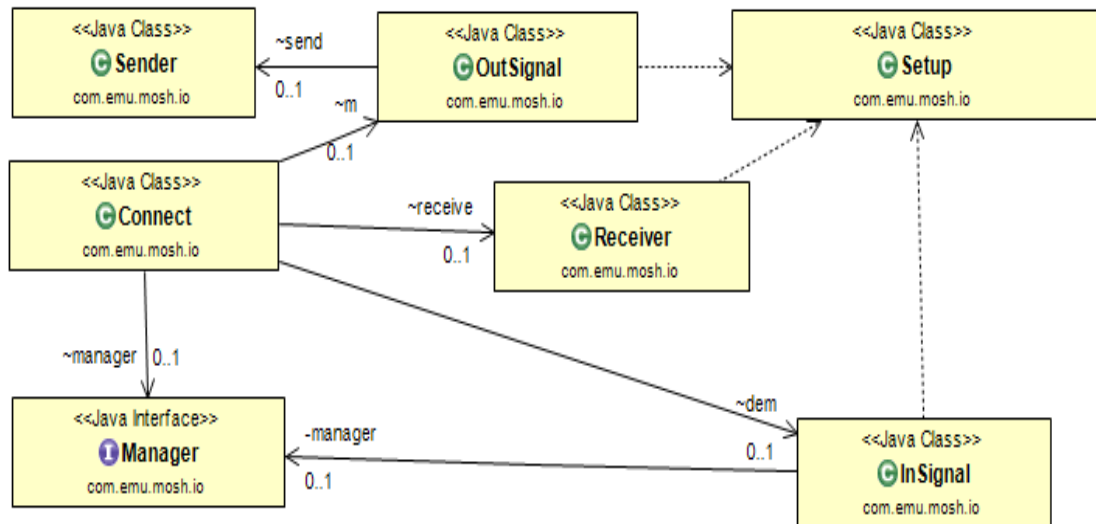 <<Java Class>>
Sender
com.emu.mosh.io
~send
0..1
<<Java Class>>
OutSignal
com.emu.mosh.io
<<Java Class>>
Setup
com.emu.mosh.io
~m
0..1
<<Java Class>>
Connect
com.emu.mosh.io
~receive
0..1
<<Java Class>>
Receiver
com.emu.mosh.io
~manager
0..1
~dem
0..1
<<Java Interface>>
Manager
com.emu.mosh.io
-manager
0..1
<<Java Class>>
InSignal
com.emu.mosh.io